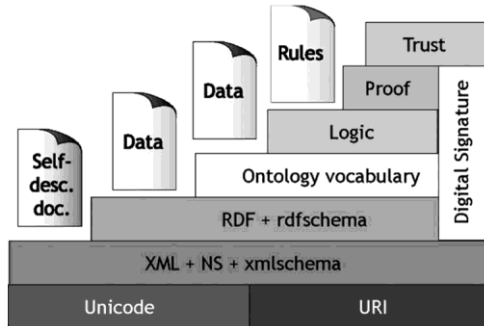 Rules
Trust
Data
Proof
Data
Logic
Self-
desc.
doc.
Ontology vocabulary
Digital Signature
RDF + rdfschema
XML + NS + xmlschema
Unicode
URI